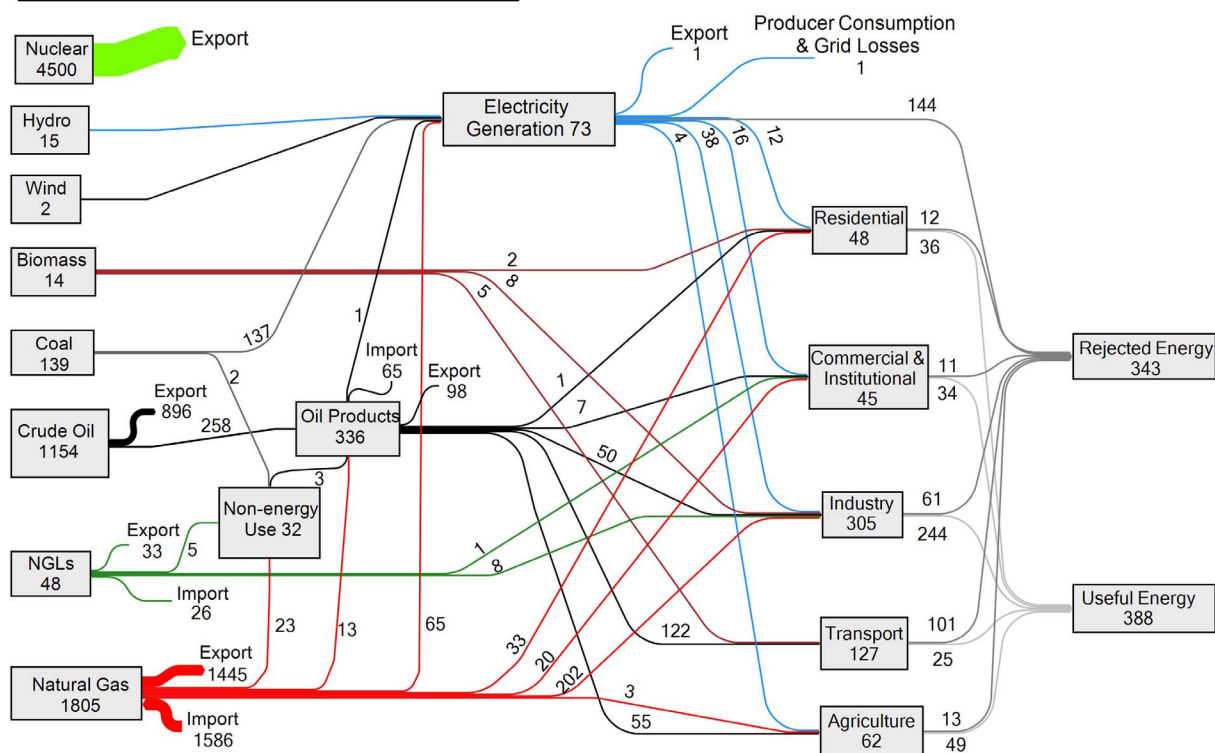 Nuclear
4500
Export
Hydro
15
Wind
2
Biomass
14
Coal
139
Crude Oil
1154
Export
896
258
NGLs
48
Export
33
5
Import
26
Natural Gas
1805
Export
1445
Import
1586
137
2
Oil Products
336
Import
65
Export
98
1
3
Non-energy
Use 32
23
13
65
Electricity
Generation 73
Export
1
Producer Consumption
& Grid Losses
1
4
38
16
12
144
2
8
5
7
7
50
1
8
122
33
20
202
3
55
Residential
48
12
36
Commercial &
Institutional
45
11
34
Industry
305
61
244
Transport
127
101
25
Agriculture
62
13
49
Rejected Energy
343
Useful Energy
388